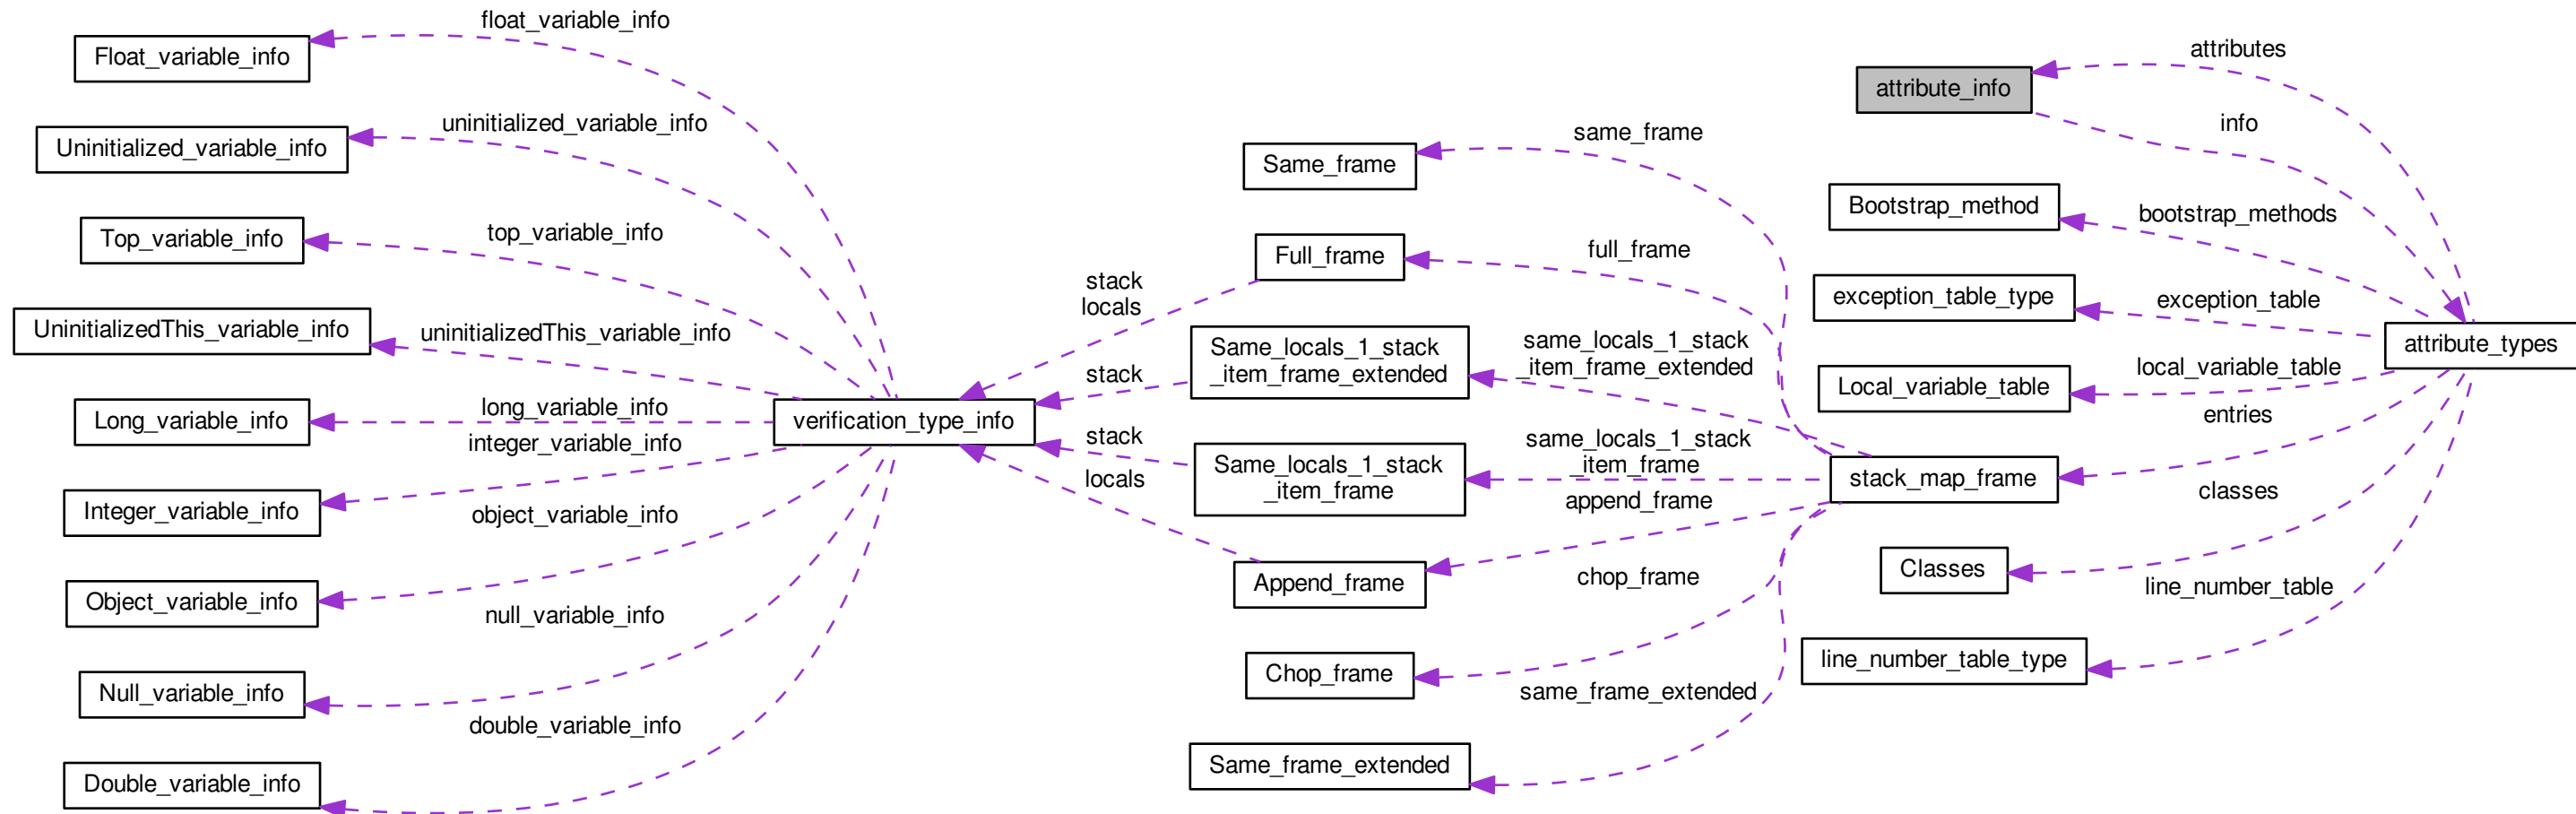 float_variable_info
Float_variable_info
uninitialized_variable_info
Uninitialized_variable_info
top_variable_info
Top_variable_info
uninitializedThis_variable_info
UninitializedThis_variable_info
long_variable_info
Long_variable_info
integer_variable_info
Integer_variable_info
object_variable_info
Object_variable_info
null_variable_info
Null_variable_info
double_variable_info
Double_variable_info
verification_type_info
stack
locals
stack
stack
locals
same_frame
Same_frame
full_frame
Full_frame
same_locals_1_stack
_item_frame_extended
Same_locals_1_stack
_item_frame_extended
same_locals_1_stack
_item_frame
Same_locals_1_stack
_item_frame
append_frame
Append_frame
chop_frame
Chop_frame
same_frame_extended
Same_frame_extended
stack_map_frame
attributes
attribute_info
info
bootstrap_methods
Bootstrap_method
exception_table
exception_table_type
local_variable_table
Local_variable_table
entries
classes
Classes
line_number_table
line_number_table_type
attribute_types